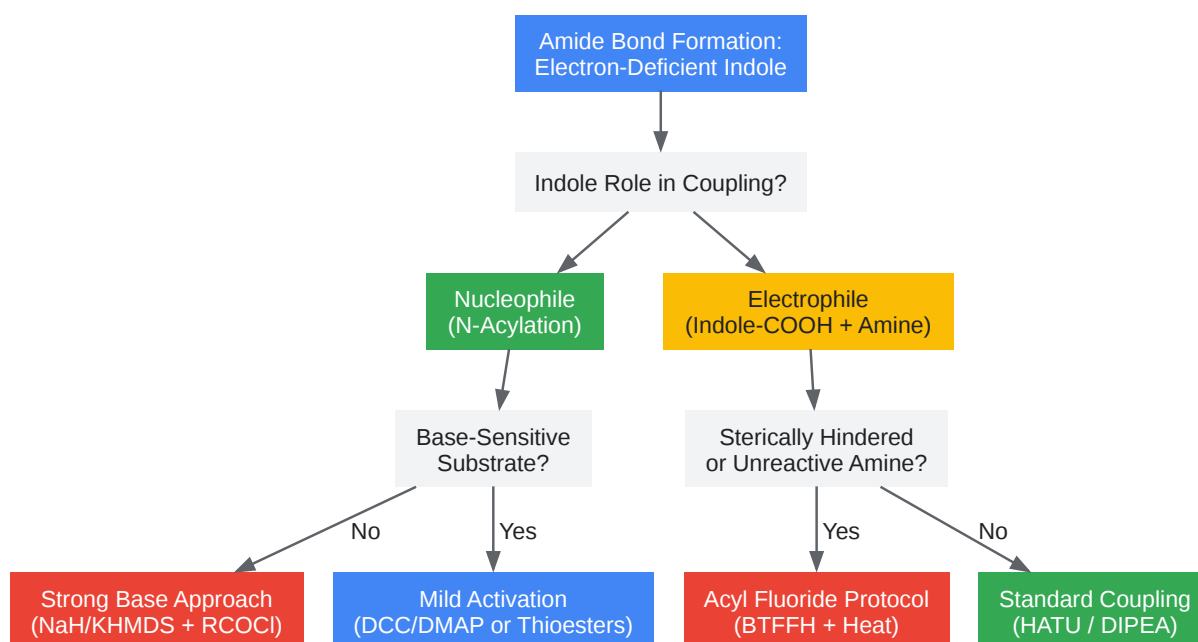 Amide Bond Formation:
Electron-Deficient Indole
Indole Role in Coupling?
Nucleophile
(N-Acylation)
Electrophile
(Indole-COOH + Amine)
Base-Sensitive
Substrate?
Sterically Hindered
or Unreactive Amine?
No
Yes
Yes
No
Strong Base Approach
(NaH/KHMDS + RCOCl)
Mild Activation
(DCC/DMAP or Thioesters)
Acyl Fluoride Protocol
(BTFFH + Heat)
Standard Coupling
(HATU / DIPEA)